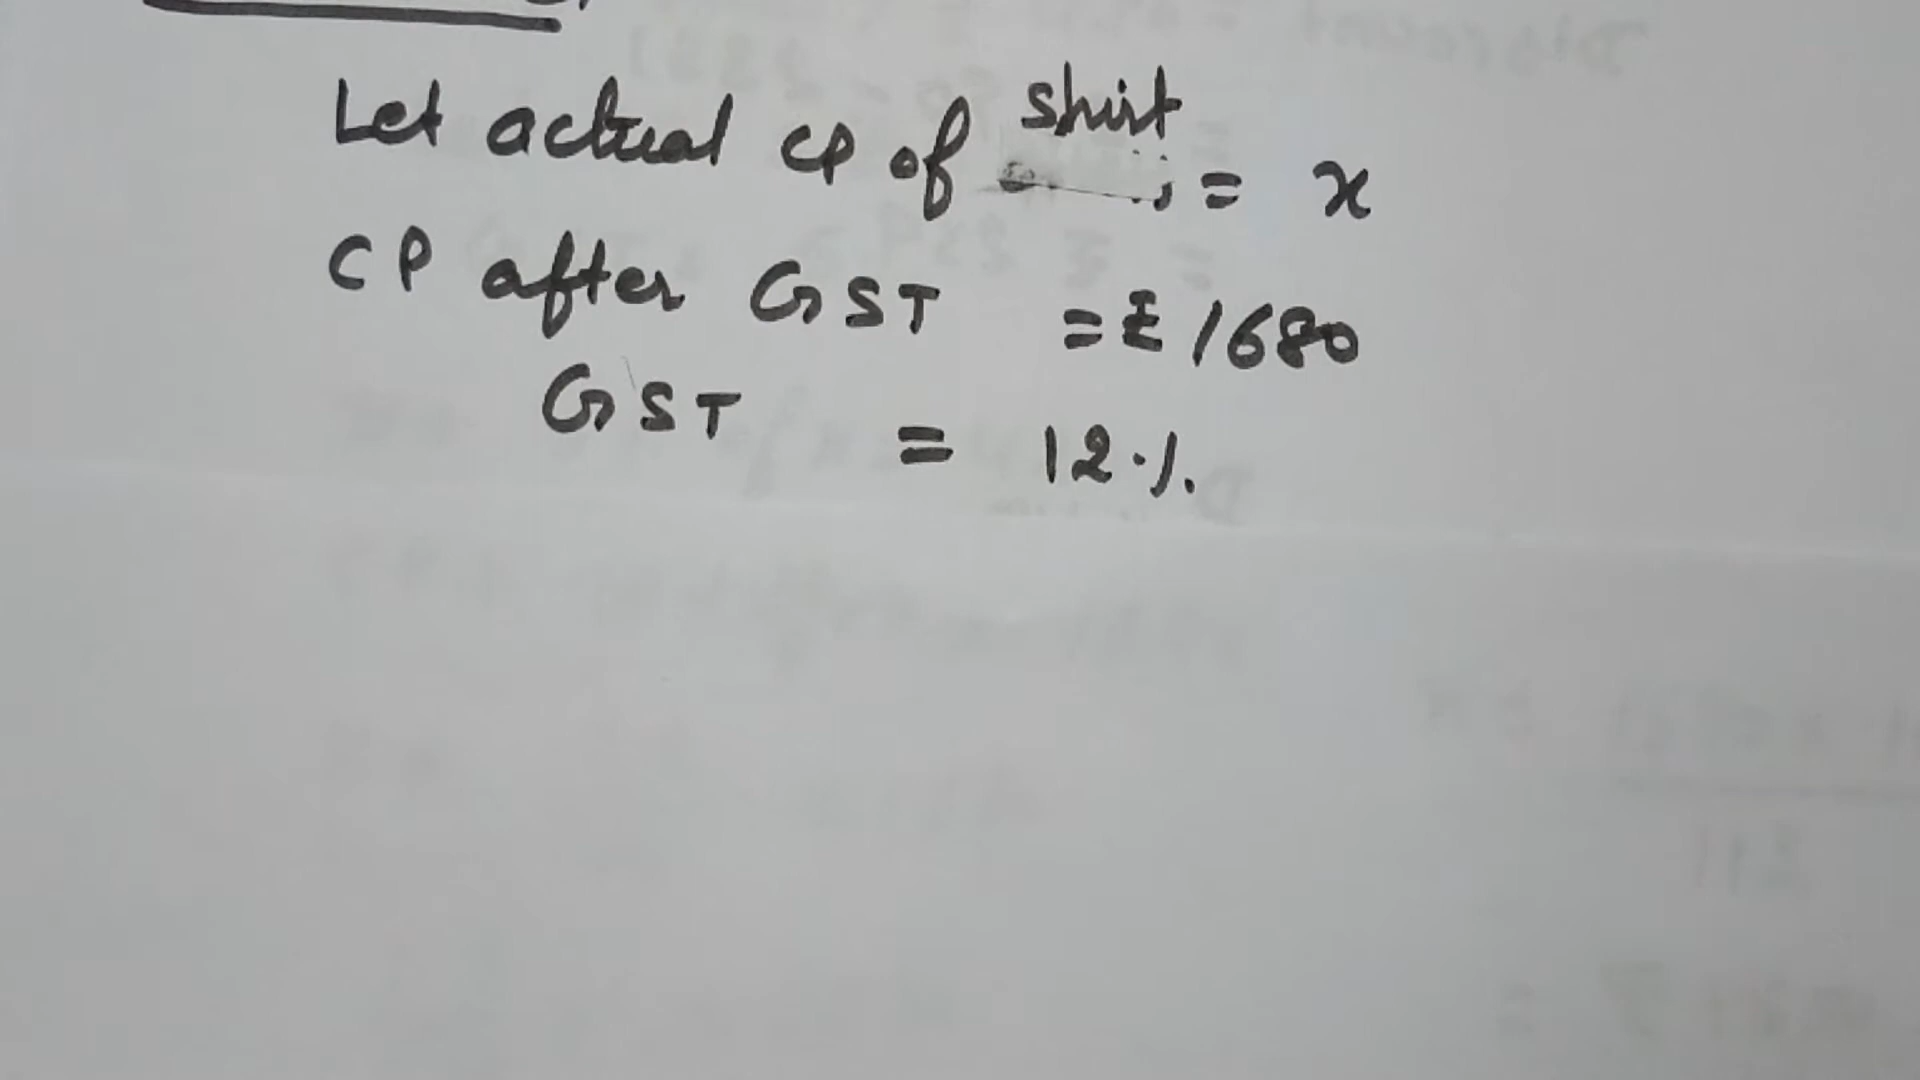 Let actual CP of shirt = x
CP after GST = ₹ 1680
GST = 12%.